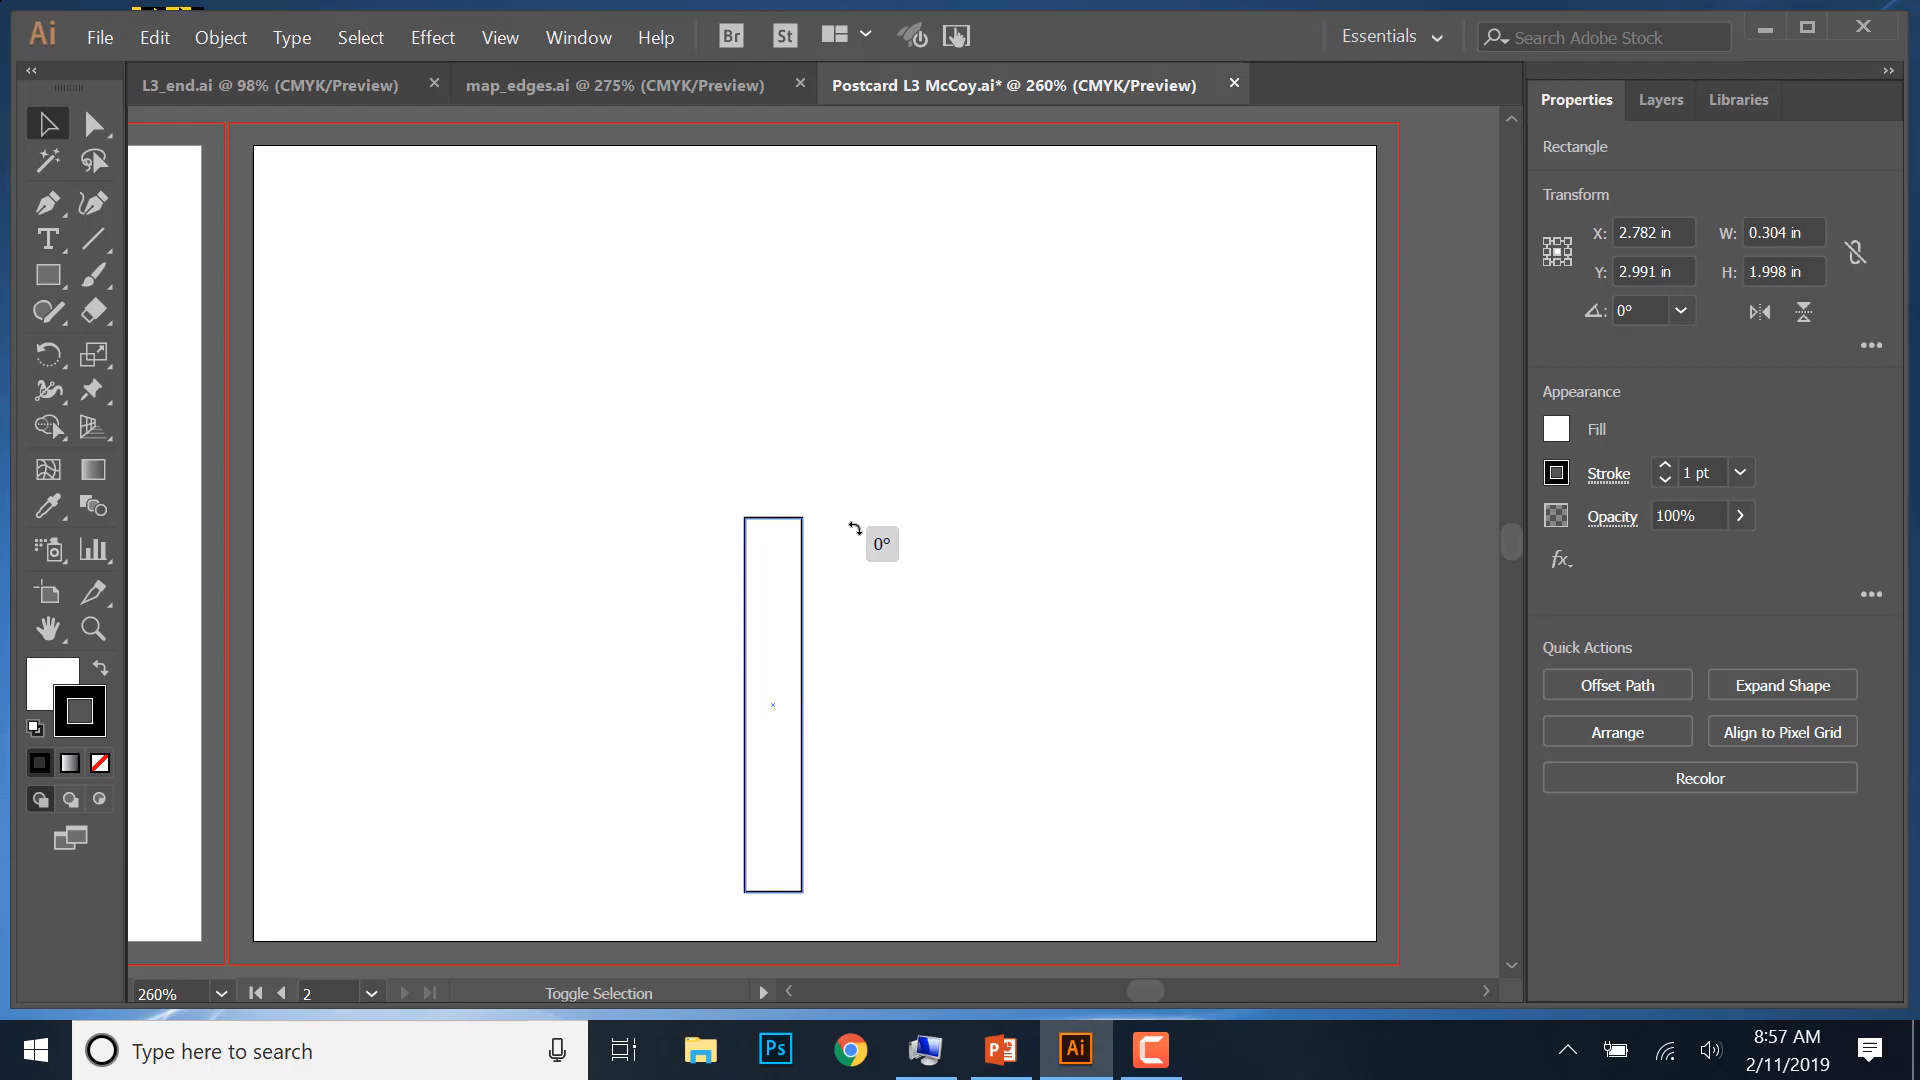 Ai File Edit Object Type Select Effect View Window Help Br St Essentials Search Adobe Stock
L3_end.ai @ 98% (CMYK/Preview) map_edges.ai @ 275% (CMYK/Preview) Postcard L3 McCoy.ai* @ 260% (CMYK/Preview)
Properties Layers Libraries
Rectangle
Transform
X: 2.782 in W: 0.304 in
Y: 2.991 in H: 1.998 in
0°
Appearance
Fill
Stroke 1 pt
Opacity 100%
fx.
0°
Quick Actions
Offset Path Expand Shape
Arrange Align to Pixel Grid
Recolor
260% 2 Toggle Selection
Type here to search Ps Ai
8:57 AM
2/11/2019